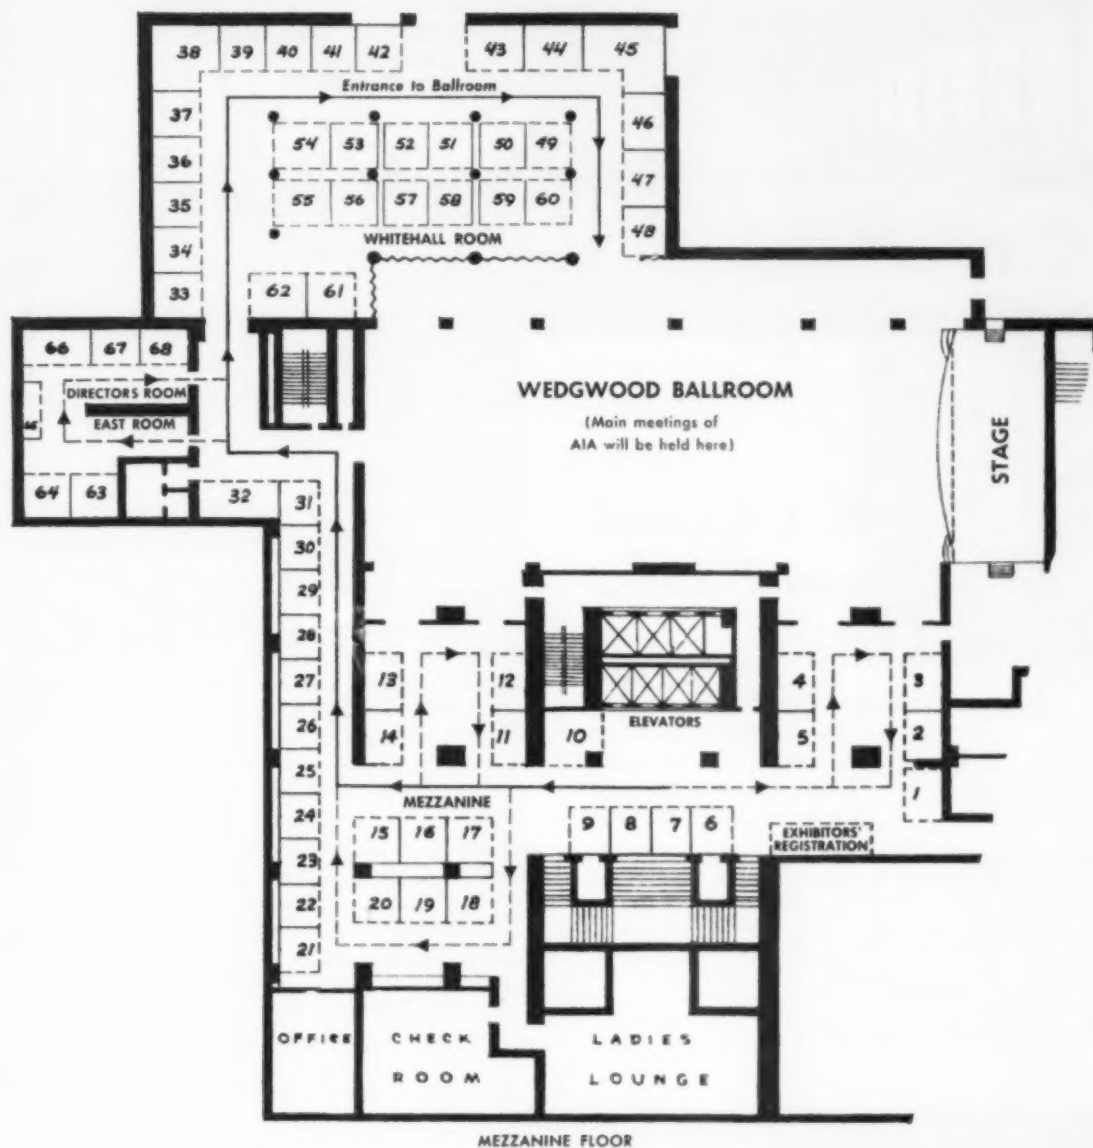 38 39 40 41 42 43 44 45
Entrance to Ballroom
37 46
54 53 52 51 50 49
36
47
35 55 56 57 58 59 60
48
34 WHITEHALL ROOM
33 62 61
66 67 68
DIRECTORS ROOM
EAST ROOM
WEDGWOOD BALLROOM
(Main meetings of
AIA will be held here)
STAGE
64 63 32 31
30
29
28
27 13 12 4 3
26 14 11 10 ELEVATORS 5 2
25
1
MEZZANINE
24
15 16 17 9 8 7 6 EXHIBITORS'
REGISTRATION
23
22 20 19 18
21
OFFICE CHECK
ROOM
LADIES
LOUNGE
MEZZANINE FLOOR